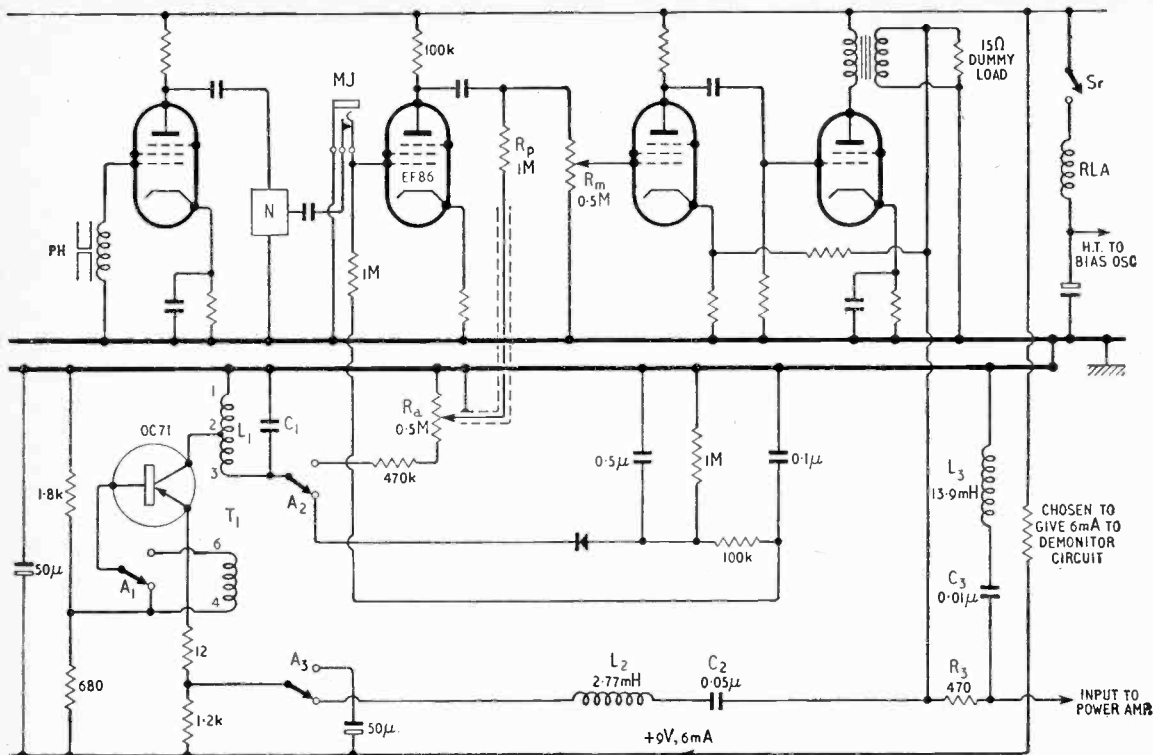 100k
MJ
15Ω
DUMMY
LOAD
Sr
Rp
1M
EF86
Rm
0·5M
RLA
N
PH
1M
H.T. TO
BIAS OSC
1
OC71
2
L1
C1
Ra
0·5M
3
1·8k
A2
470k
0·5μ
1M
0·1μ
L3
13·9mH
T1
6
CHOSEN TO
GIVE 6mA TO
DEMONITOR
CIRCUIT
50μ
A1
4
100k
C3
0·01μ
12
680
A3
L2
2·77mH
C2
0·05μ
R3
470
1·2k
50μ
INPUT TO
POWER AMP.
+9V, 6mA